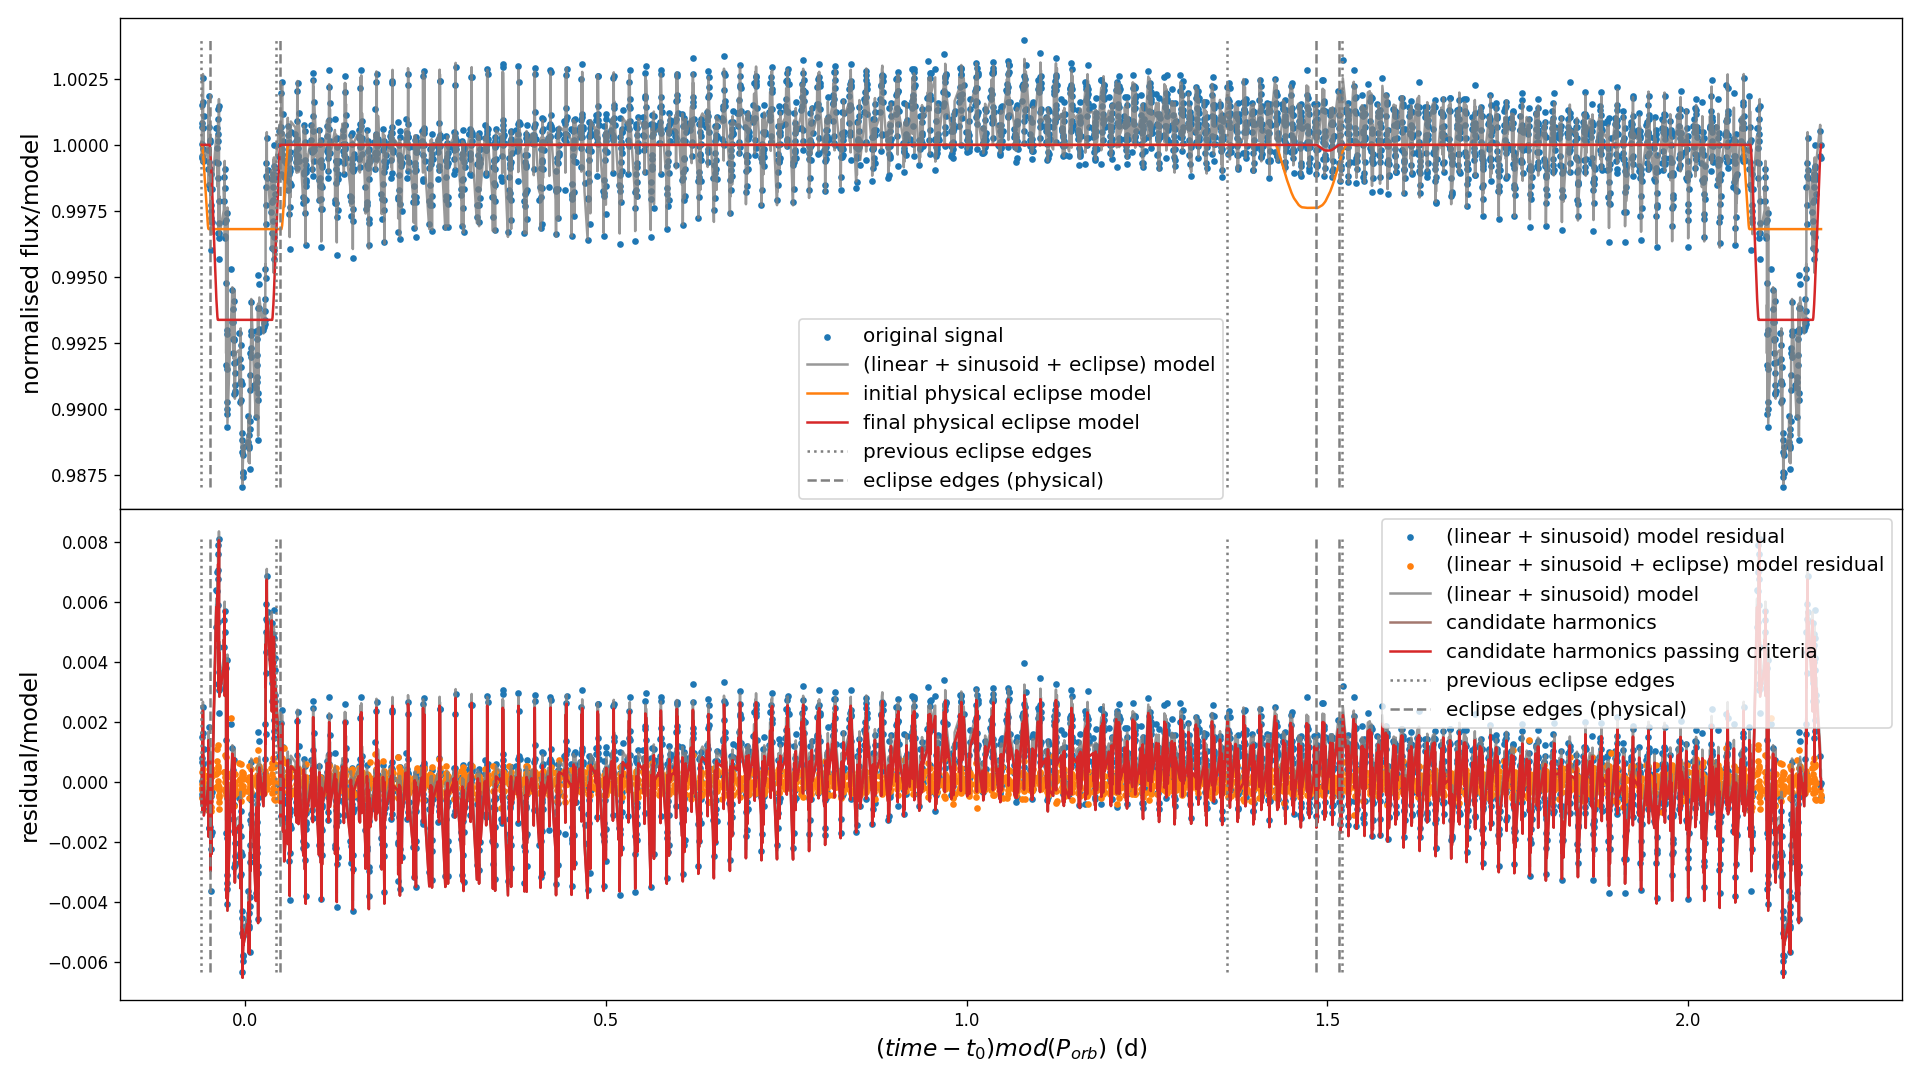 normalised flux/model
1.0025
1.0000
0.9975
0.9950
0.9925
0.9900
0.9875
original signal
(linear + sinusoid + eclipse) model
initial physical eclipse model
final physical eclipse model
previous eclipse edges
eclipse edges (physical)
residual/model
0.008
0.006
0.004
0.002
0.000
−0.002
−0.004
−0.006
(linear + sinusoid) model residual
(linear + sinusoid + eclipse) model residual
(linear + sinusoid) model
candidate harmonics
candidate harmonics passing criteria
previous eclipse edges
eclipse edges (physical)
0.0 0.5 1.0 1.5 2.0
(time − t₀)mod(P_orb) (d)